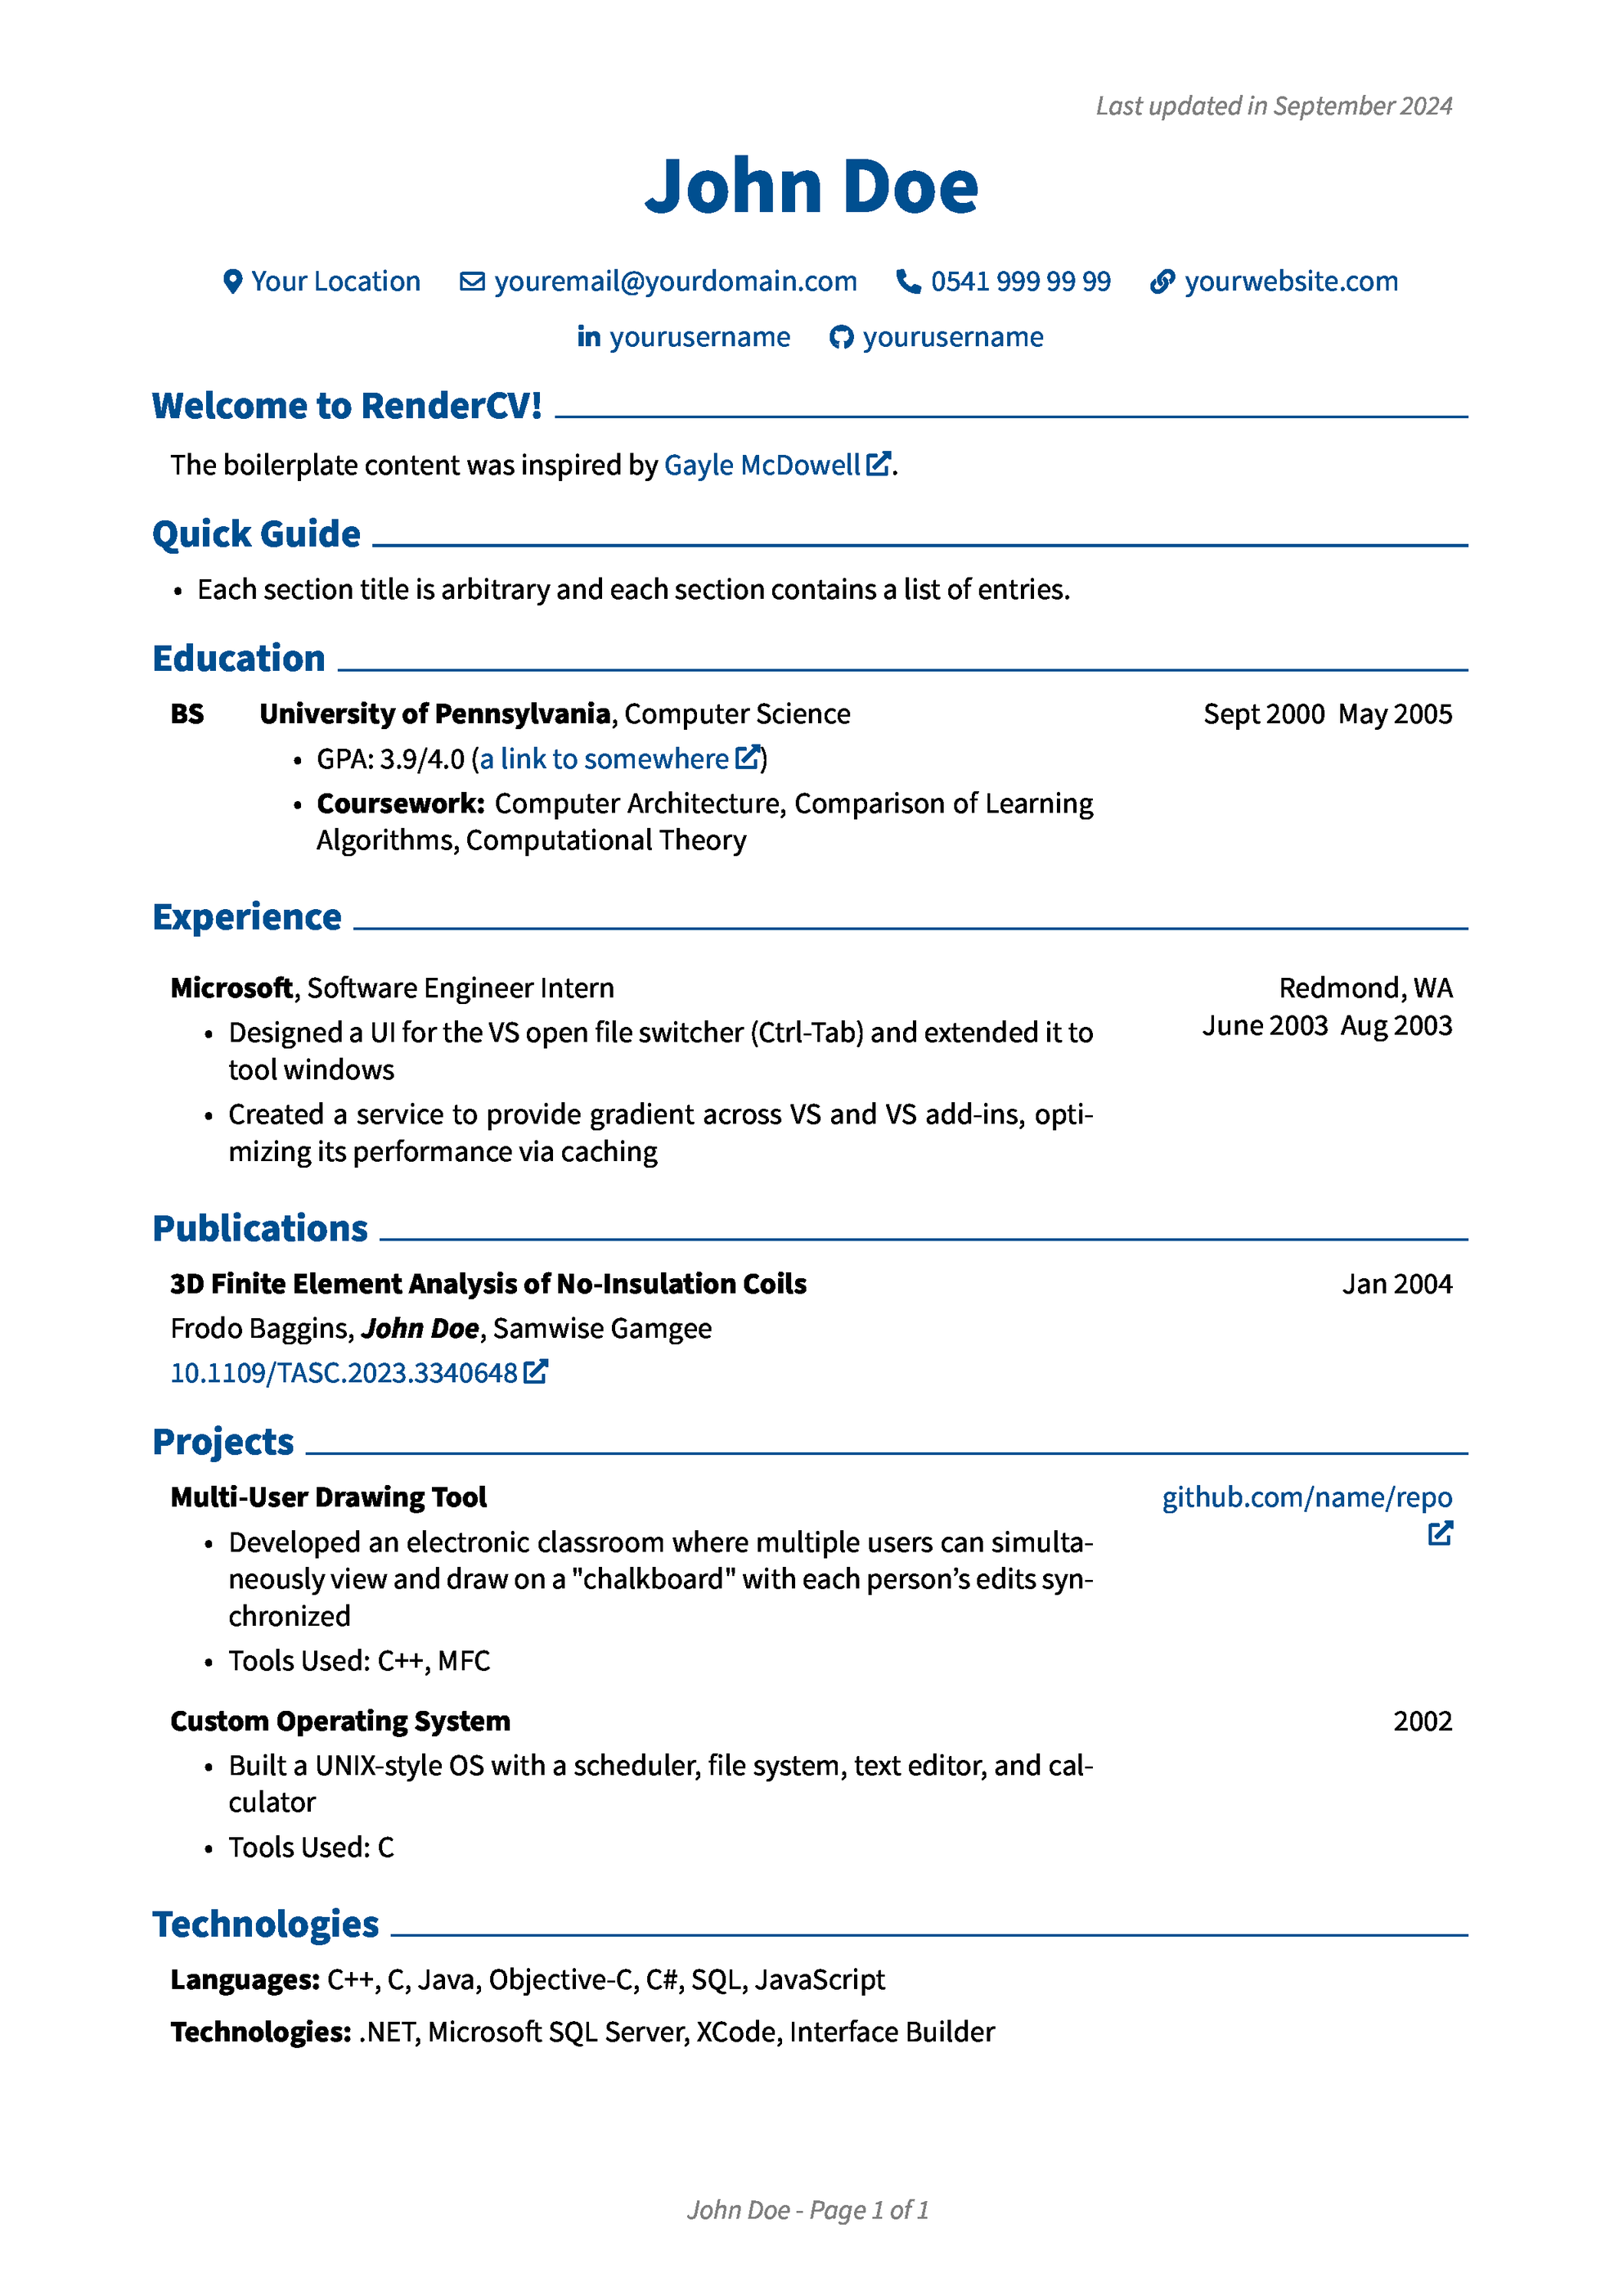 Last updated in September 2024
John Doe
Your Location youremail@yourdomain.com 0541 999 99 99 yourwebsite.com
yourusername yourusername
Welcome to RenderCV!
The boilerplate content was inspired by Gayle McDowell.
Quick Guide
• Each section title is arbitrary and each section contains a list of entries.
Education
BS University of Pennsylvania, Computer Science Sept 2000 May 2005
• GPA: 3.9/4.0 (a link to somewhere)
• Coursework: Computer Architecture, Comparison of Learning
Algorithms, Computational Theory
Experience
Microsoft, Software Engineer Intern Redmond, WA
June 2003 Aug 2003
• Designed a UI for the VS open file switcher (Ctrl-Tab) and extended it to
tool windows
• Created a service to provide gradient across VS and VS add-ins, opti-
mizing its performance via caching
Publications
3D Finite Element Analysis of No-Insulation Coils Jan 2004
Frodo Baggins, John Doe, Samwise Gamgee
10.1109/TASC.2023.3340648
Projects
Multi-User Drawing Tool github.com/name/repo
• Developed an electronic classroom where multiple users can simulta-
neously view and draw on a "chalkboard" with each person’s edits syn-
chronized
• Tools Used: C++, MFC
Custom Operating System 2002
• Built a UNIX-style OS with a scheduler, file system, text editor, and cal-
culator
• Tools Used: C
Technologies
Languages: C++, C, Java, Objective-C, C#, SQL, JavaScript
Technologies: .NET, Microsoft SQL Server, XCode, Interface Builder
John Doe - Page 1 of 1